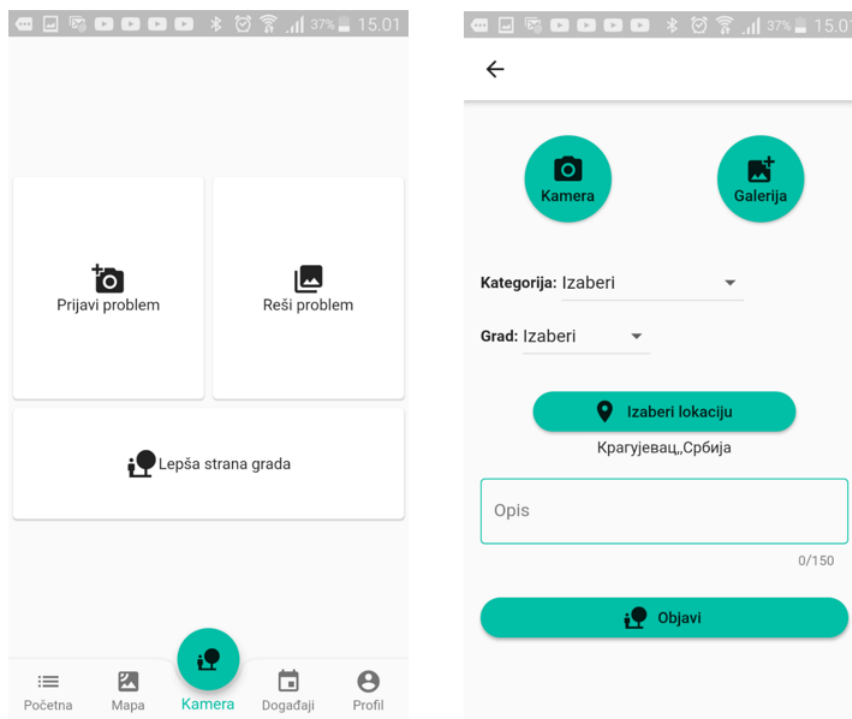 37% 15.01
Prijavi problem
Reši problem
Lepša strana grada
Početna
Mapa
Kamera
Događaji
Profil
37% 15.01
Kamera
Galerija
Kategorija: Izaberi
Grad: Izaberi
Izaberi lokaciju
Крагујевац,,Србија
Opis
0/150
Objavi